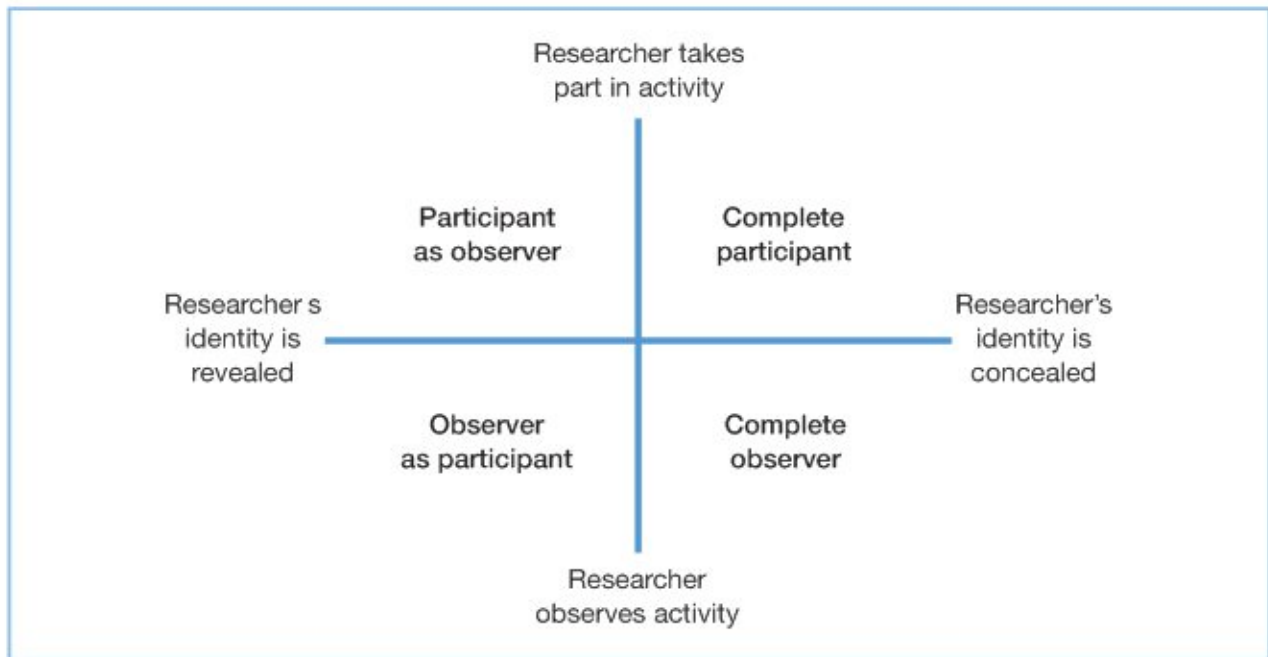 Researcher takes
part in activity
Participant
as observer
Complete
participant
Researcher s
identity is
revealed
Researcher’s
identity is
concealed
Observer
as participant
Complete
observer
Researcher
observes activity